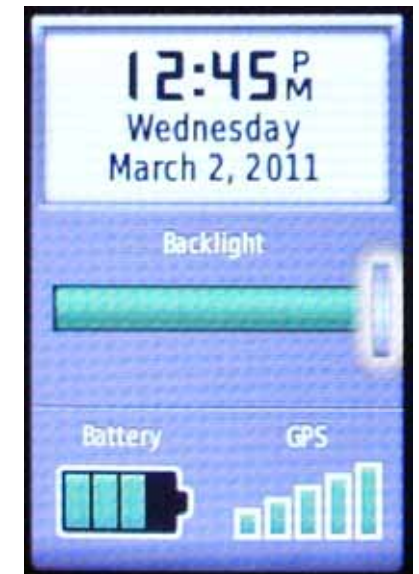 12:45 PM
Wednesday
March 2, 2011
Backlight
Battery GPS